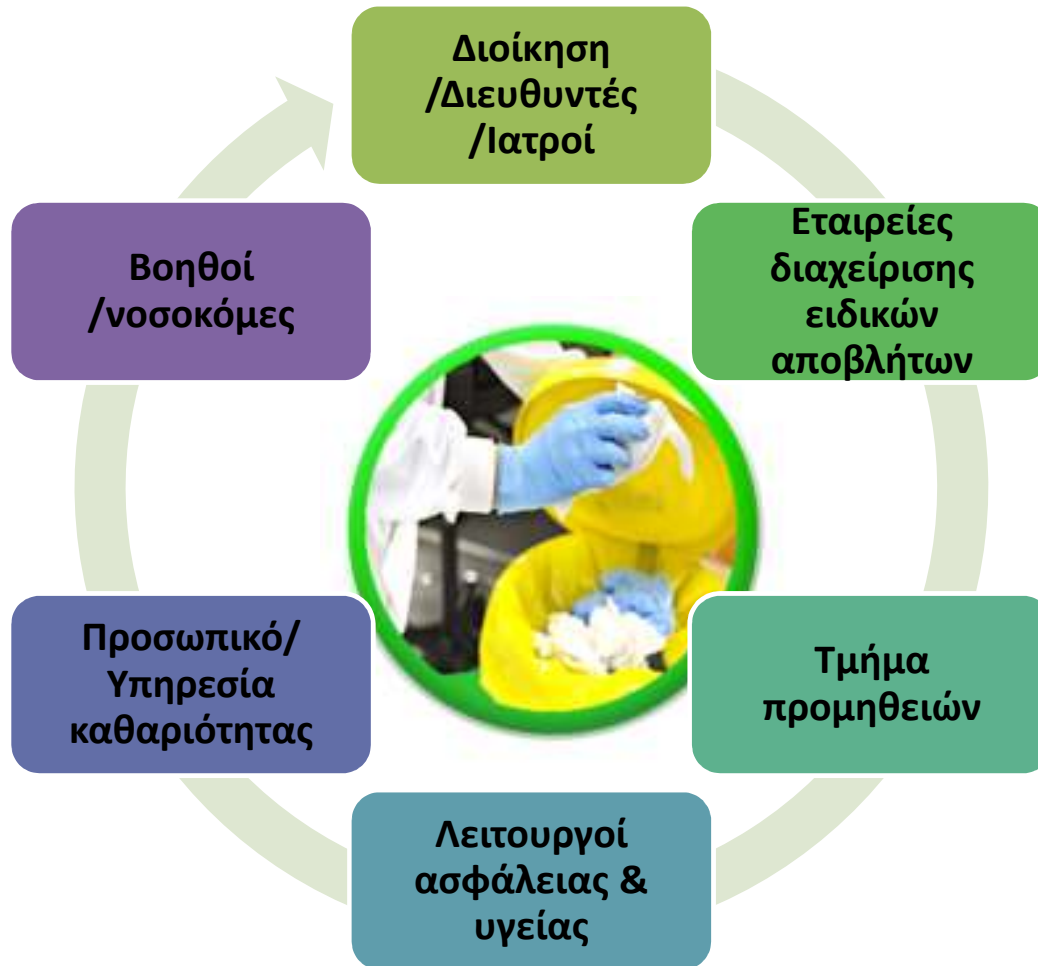 Διοίκηση
/Διευθυντές
/Ιατροί
Εταιρείες
διαχείρισης
ειδικών
αποβλήτων
Τμήμα
προμηθειών
Λειτουργοί
ασφάλειας &
υγείας
Προσωπικό/
Υπηρεσία
καθαριότητας
Βοηθοί
/νοσοκόμες